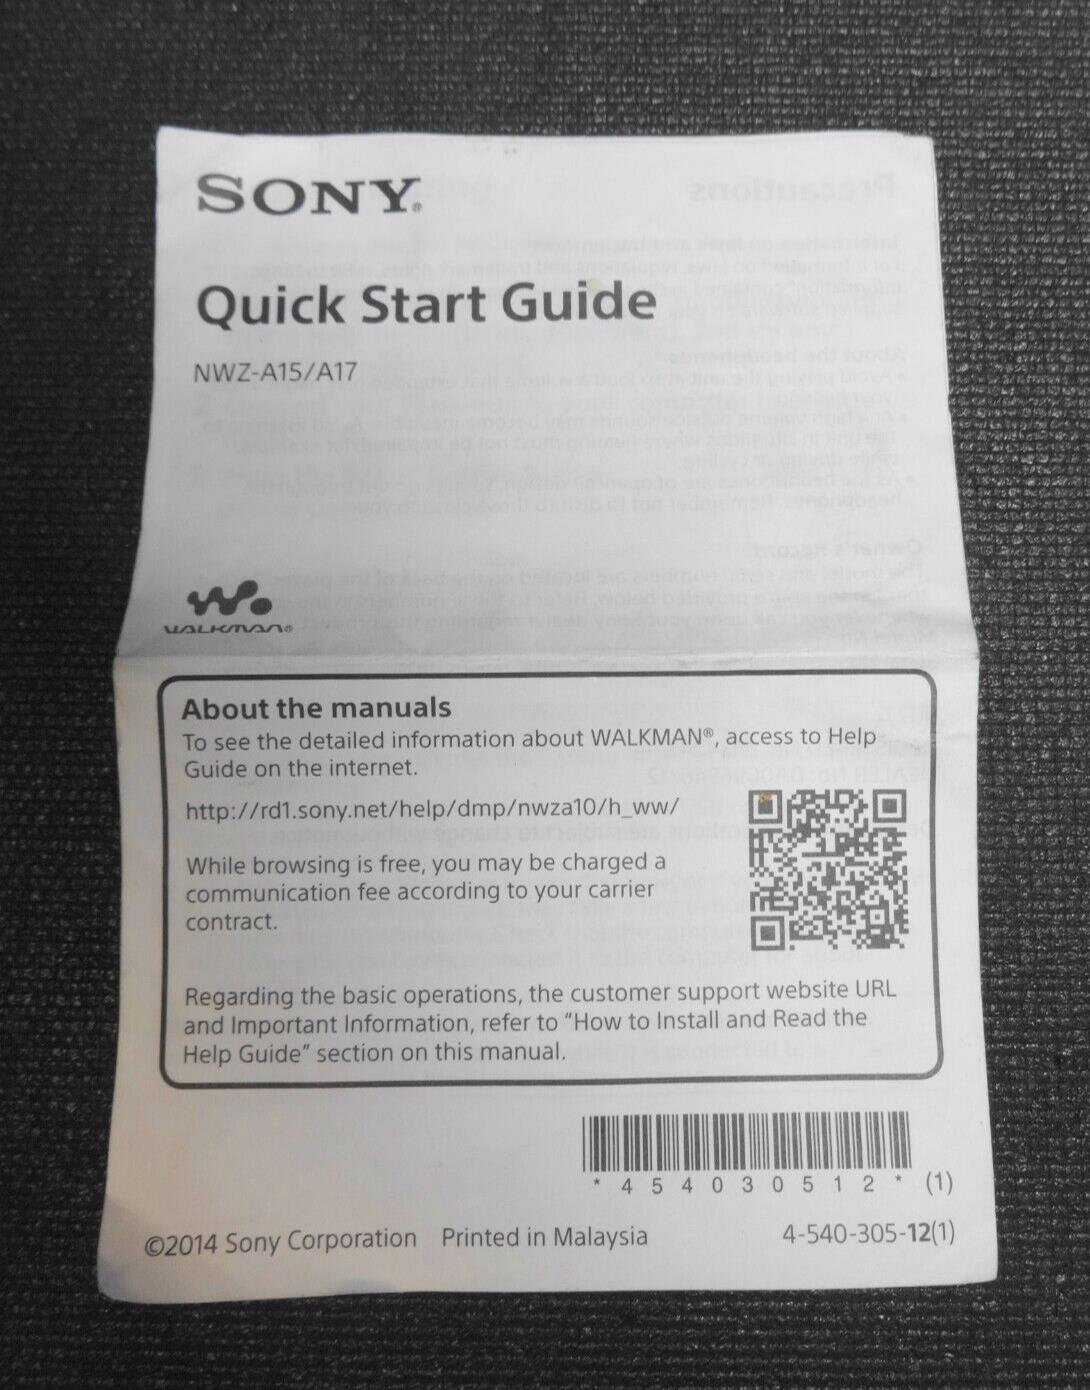 SONY®
Quick Start Guide
NWZ-A15/A17
WALKMAN®
About the manuals
To see the detailed information about WALKMAN®, access to Help
Guide on the internet.
http://rd1.sony.net/help/dmp/nwza10/h_ww/
While browsing is free, you may be charged a
communication fee according to your carrier
contract.
Regarding the basic operations, the customer support website URL
and Important Information, refer to “How to Install and Read the
Help Guide” section on this manual.
* 4 5 4 0 3 0 5 1 2 * (1)
©2014 Sony Corporation Printed in Malaysia
4-540-305-12(1)